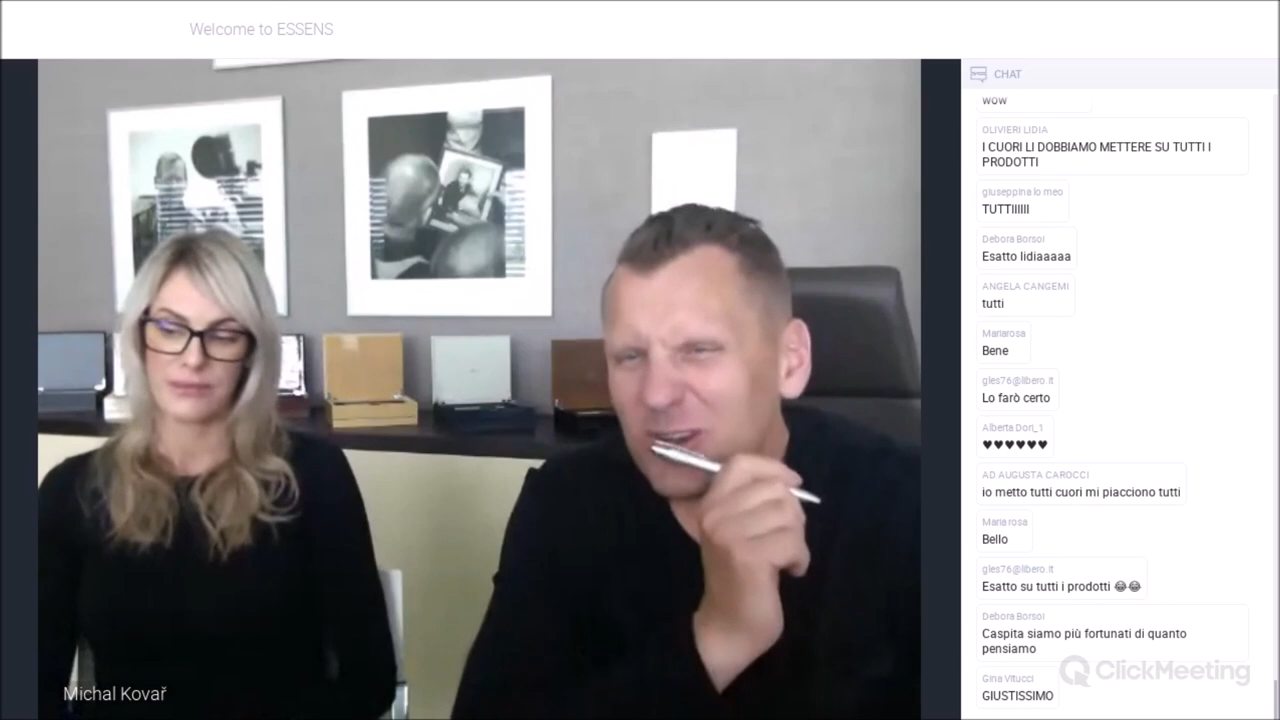 Welcome to ESSENS
CHAT
wow
OLIVIERI LIDIA
I CUORI LI DOBBIAMO METTERE SU TUTTI I
PRODOTTI
giuseppina lo meo
TUTTIIIIII
Debora Borsoi
Esatto lidiaaaaa
ANGELA CANGEMI
tutti
Mariarosa
Bene
gles76@libero.it
Lo farò certo
Alberta Dori_1
♥♥♥♥♥♥
AD AUGUSTA CAROCCI
io metto tutti cuori mi piacciono tutti
Maria rosa
Bello
gles76@libero.it
Esatto su tutti i prodotti 😂😂
Debora Borsoi
Caspita siamo più fortunati di quanto
pensiamo
Gina Vitucci
GIUSTISSIMO
ClickMeeting
Michal Kovař